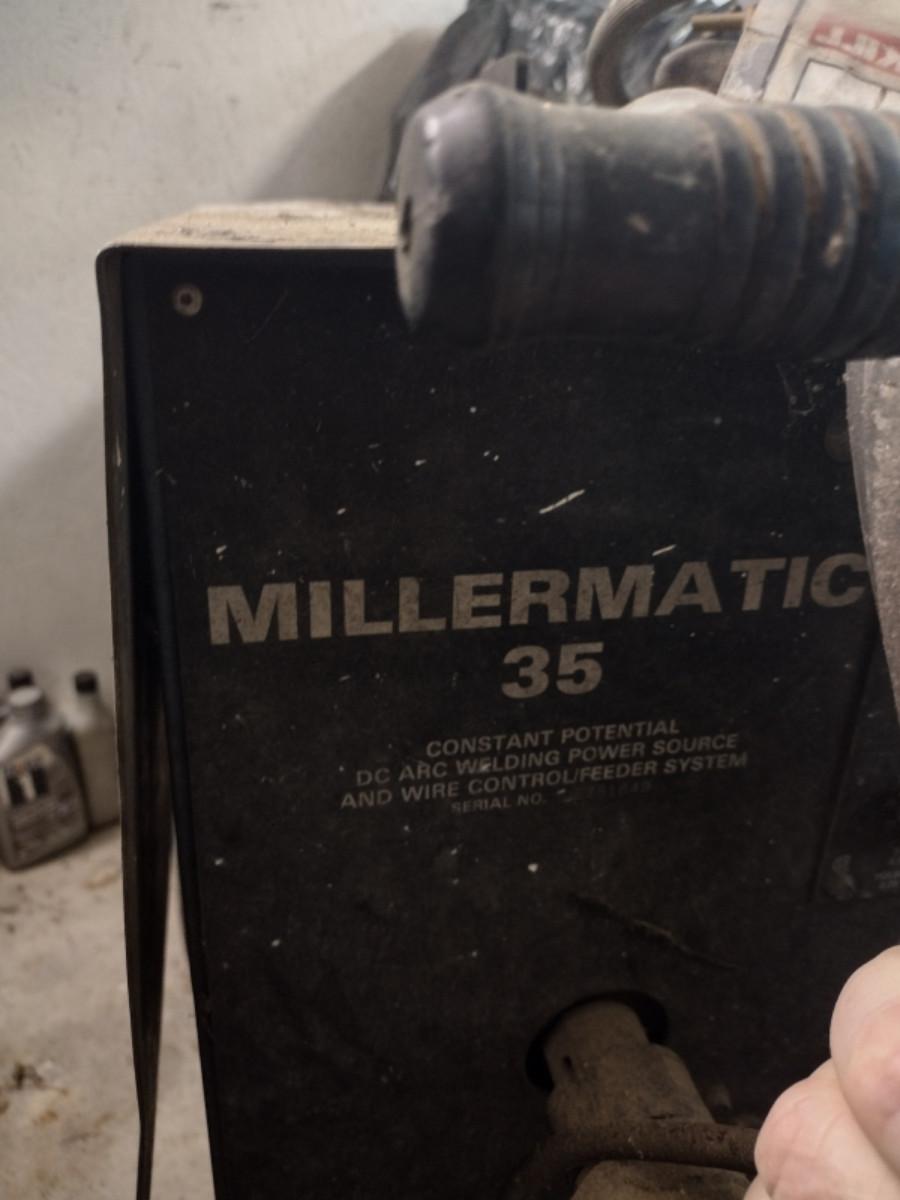 MILLERMATIC
35
CONSTANT POTENTIAL
DC ARC WELDING POWER SOURCE
AND WIRE CONTROL/FEEDER SYSTEM
SERIAL NO.